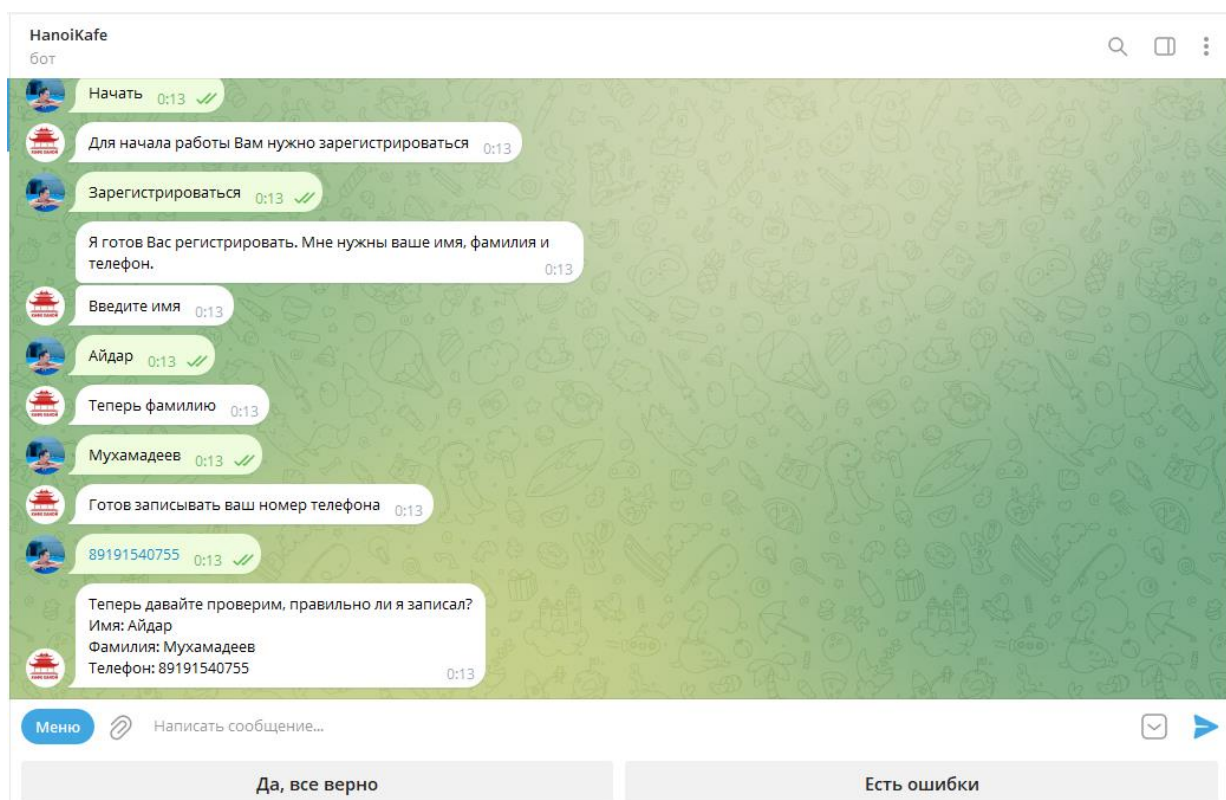 HanoiKafe
бот
Начать 0:13
Для начала работы Вам нужно зарегистрироваться 0:13
Зарегистрироваться 0:13
Я готов Вас регистрировать. Мне нужны ваше имя, фамилия и
телефон. 0:13
Введите имя 0:13
Айдар 0:13
Теперь фамилию 0:13
Мухамадеев 0:13
Готов записывать ваш номер телефона 0:13
89191540755 0:13
Теперь давайте проверим, правильно ли я записал?
Имя: Айдар
Фамилия: Мухамадеев
Телефон: 89191540755 0:13
Меню Написать сообщение...
Да, все верно Есть ошибки